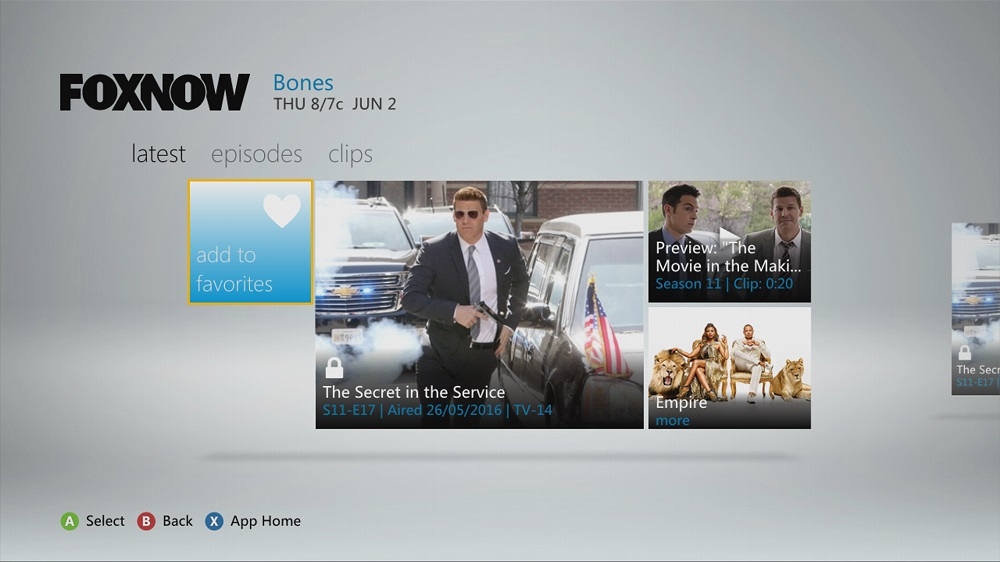 FOXNOW
Bones
THU 8/7c JUN 2
latest episodes clips
add to
favorites
The Secret in the Service
S11-E17 | Aired 26/05/2016 | TV-14
Preview: "The
Movie in the Maki...
Season 11 | Clip: 0:20
Empire
more
The Secr
S11-E17 |
A Select B Back X App Home